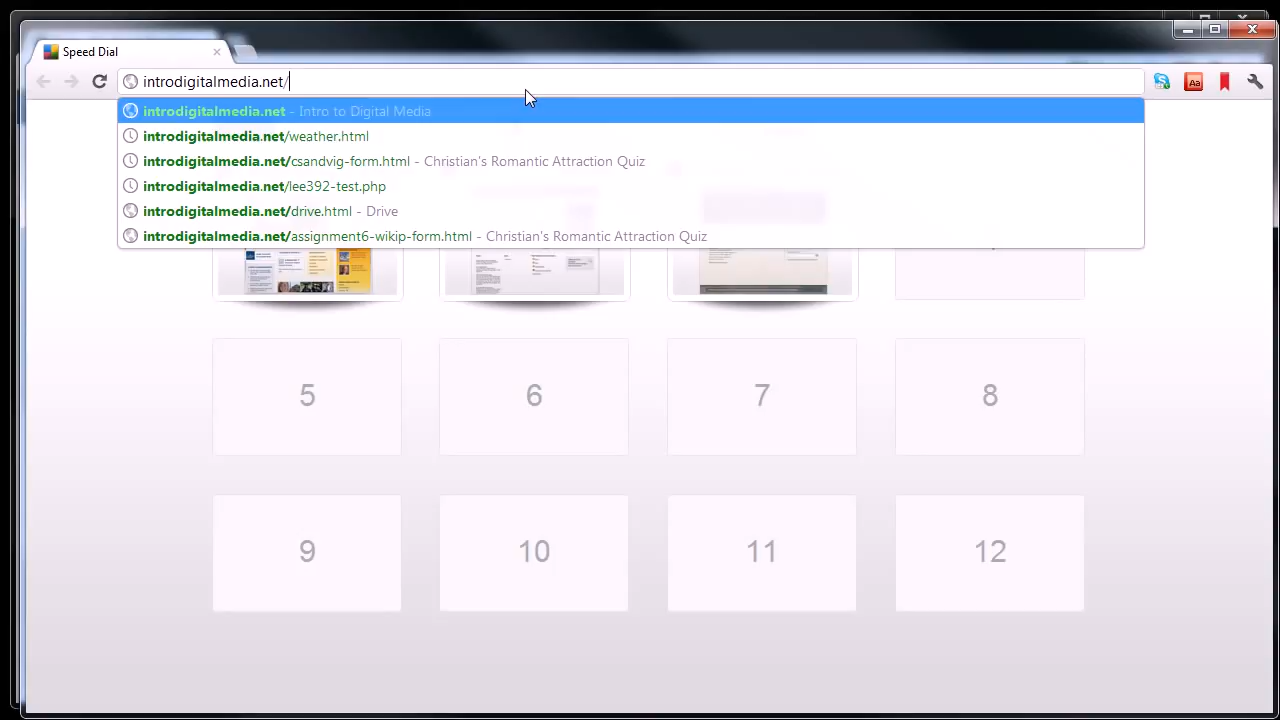 Speed Dial
introdigitalmedia.net/
Aa
introdigitalmedia.net - Intro to Digital Media
introdigitalmedia.net/weather.html
introdigitalmedia.net/csandvig-form.html - Christian's Romantic Attraction Quiz
introdigitalmedia.net/lee392-test.php
introdigitalmedia.net/drive.html - Drive
introdigitalmedia.net/assignment6-wikip-form.html - Christian's Romantic Attraction Quiz
5 6 7 8
9 10 11 12